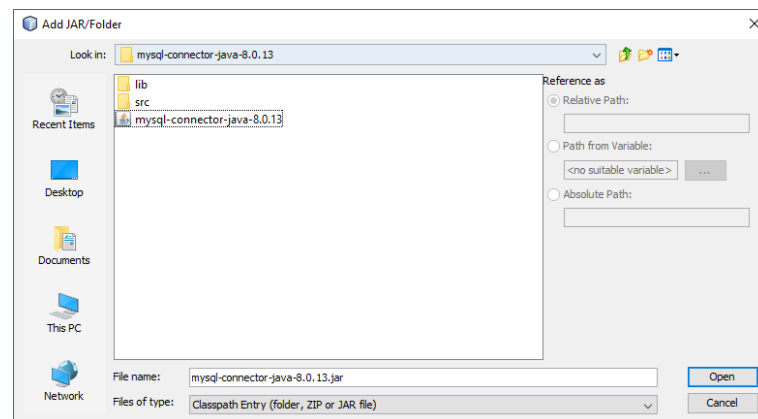 Add JAR/Folder
Look in:
mysql-connector-java-8.0.13
Recent Items
Desktop
Documents
This PC
Network
lib
src
mysql-connector-java-8.0.13
Reference as
Relative Path:
Path from Variable:
<no suitable variable>
...
Absolute Path:
File name:
mysql-connector-java-8.0.13.jar
Open
Files of type:
Classpath Entry (folder, ZIP or JAR file)
Cancel